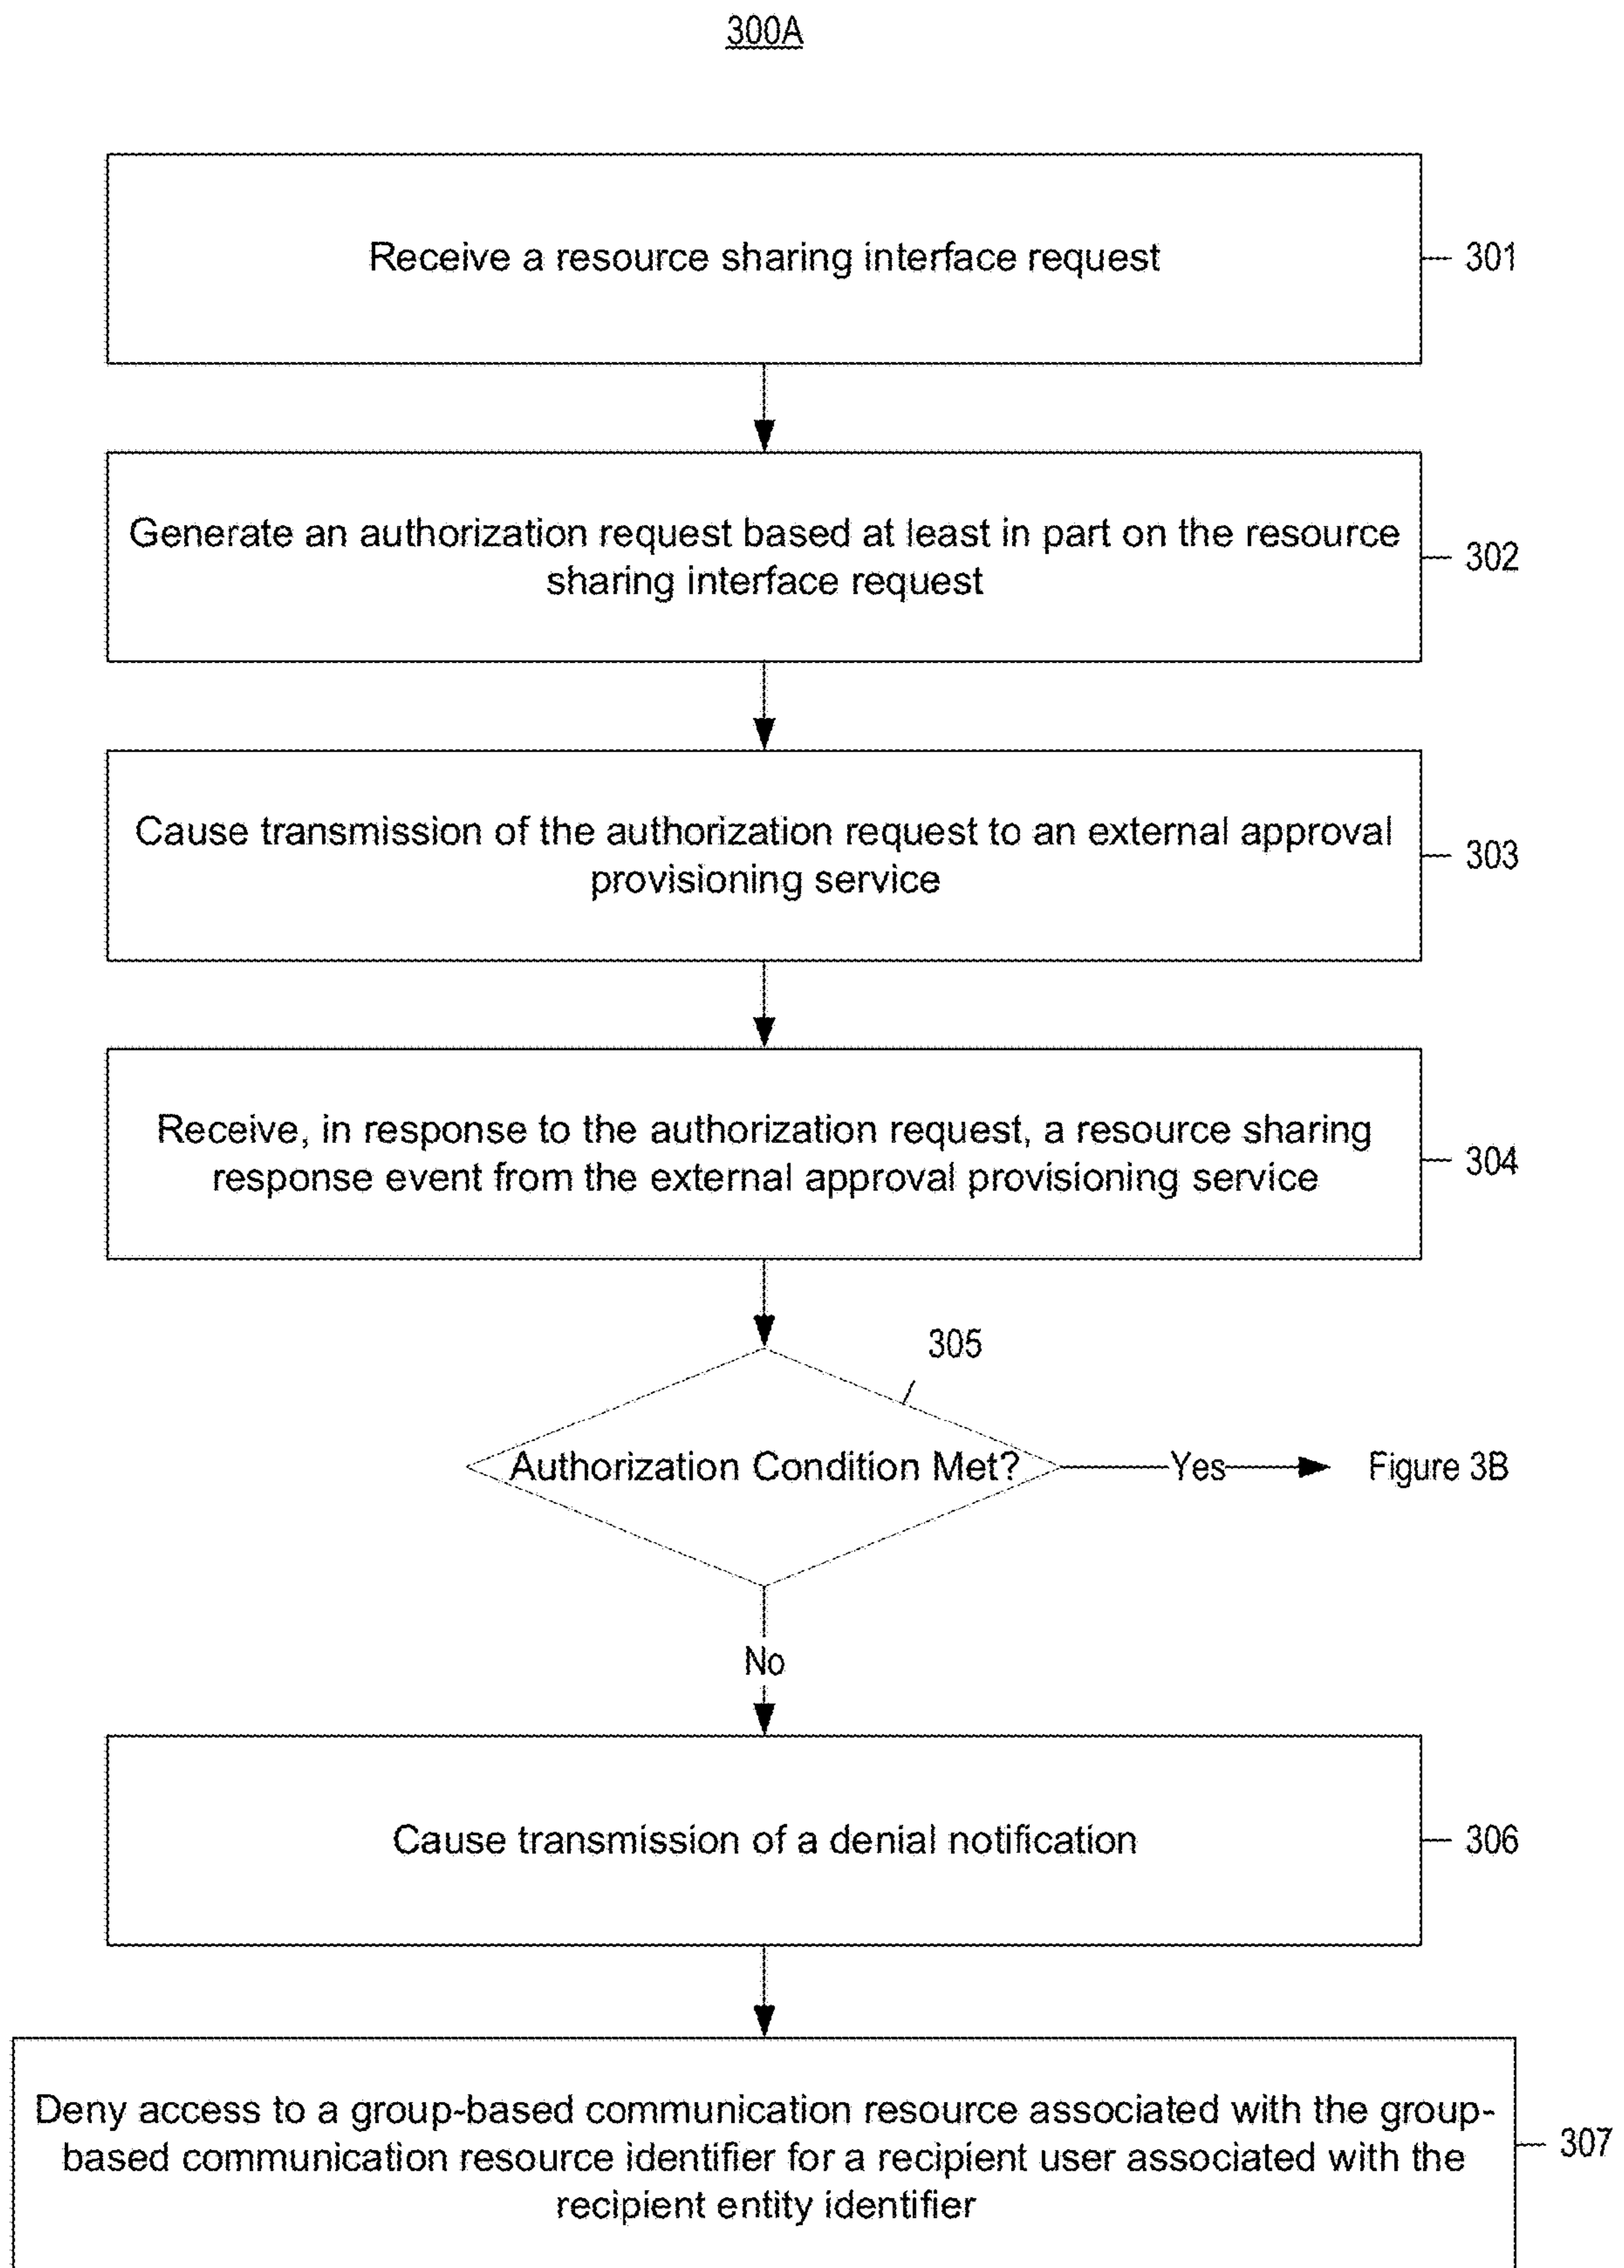 300A
Receive a resource sharing interface request
301
Generate an authorization request based at least in part on the resource
sharing interface request
302
Cause transmission of the authorization request to an external approval
provisioning service
303
Receive, in response to the authorization request, a resource sharing
response event from the external approval provisioning service
304
305
Authorization Condition Met?
Yes
Figure 3B
No
Cause transmission of a denial notification
306
Deny access to a group-based communication resource associated with the group-
based communication resource identifier for a recipient user associated with the
recipient entity identifier
307